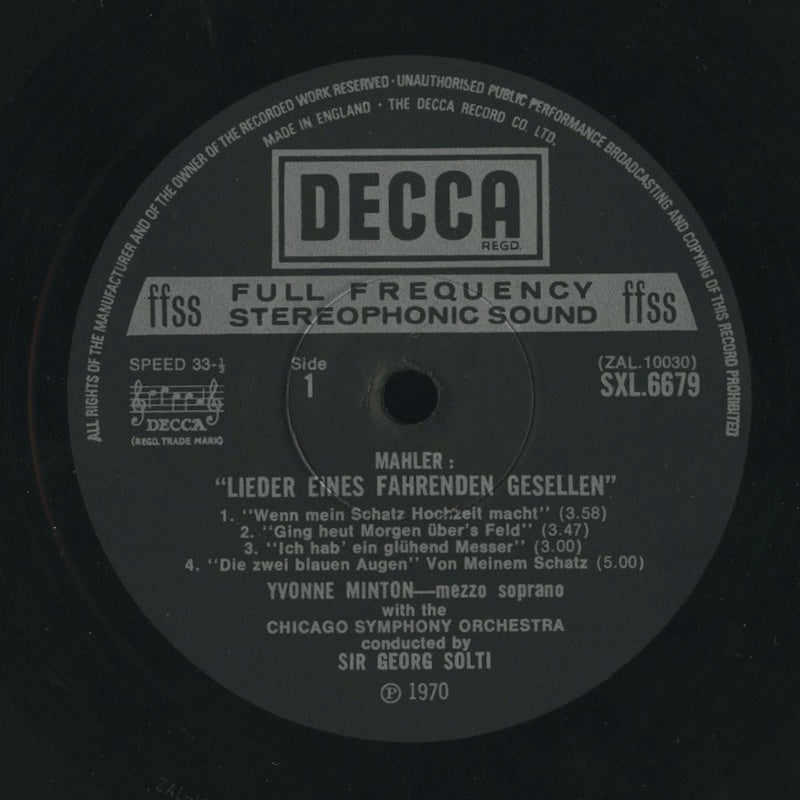 ALL RIGHTS OF THE MANUFACTURER AND OF THE OWNER OF THE RECORDED WORK RESERVED · UNAUTHORISED PUBLIC PERFORMANCE BROADCASTING AND COPYING OF THIS RECORD PROHIBITED
MADE IN ENGLAND · THE DECCA RECORD CO. LTD.
DECCA
REGD.
ffss FULL FREQUENCY STEREOPHONIC SOUND ffss
SPEED 33-⅓
Side
1
(ZAL.10030)
SXL.6679
DECCA
(REGD. TRADE MARK)
MAHLER :
"LIEDER EINES FAHRENDEN GESELLEN"
1. "Wenn mein Schatz Hochzeit macht" (3.58)
2. "Ging heut Morgen über's Feld" (3.47)
3. "Ich hab' ein glühend Messer" (3.00)
4. "Die zwei blauen Augen" Von Meinem Schatz (5.00)
YVONNE MINTON—mezzo soprano
with the
CHICAGO SYMPHONY ORCHESTRA
conducted by
SIR GEORG SOLTI
Ⓟ 1970